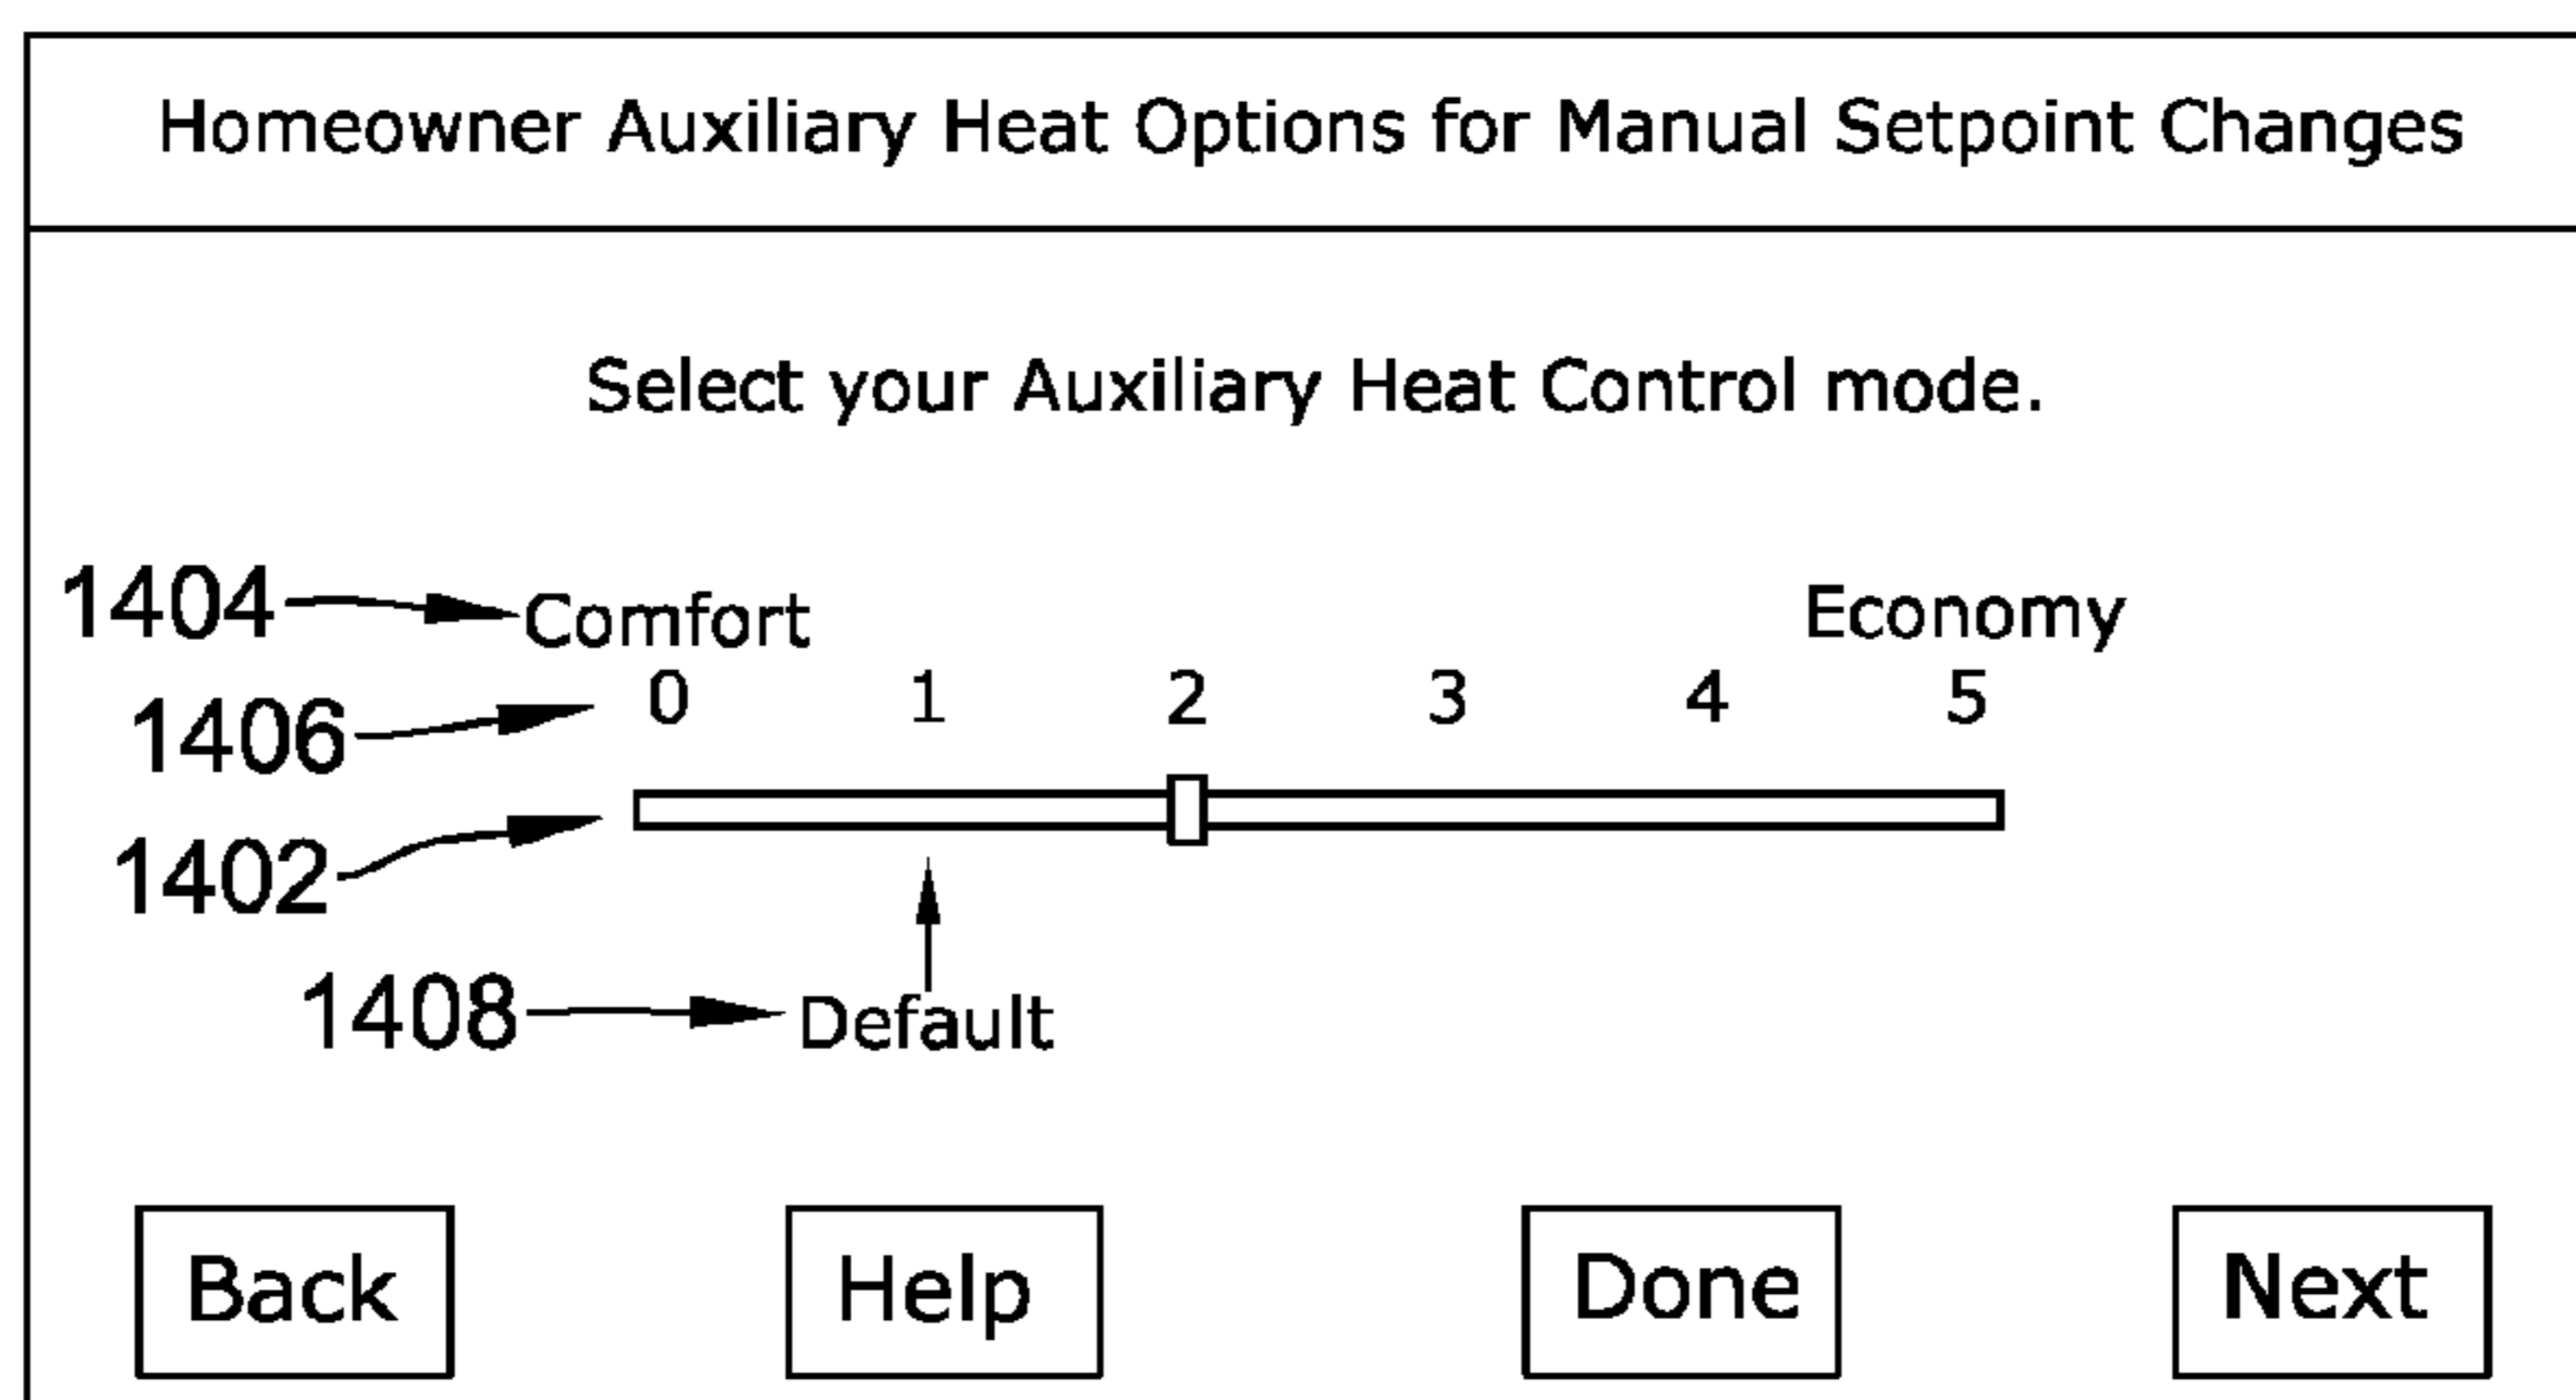 Homeowner Auxiliary Heat Options for Manual Setpoint Changes
Select your Auxiliary Heat Control mode.
1404 Comfort Economy
1406 0 1 2 3 4 5
1402
1408 Default
Back Help Done Next